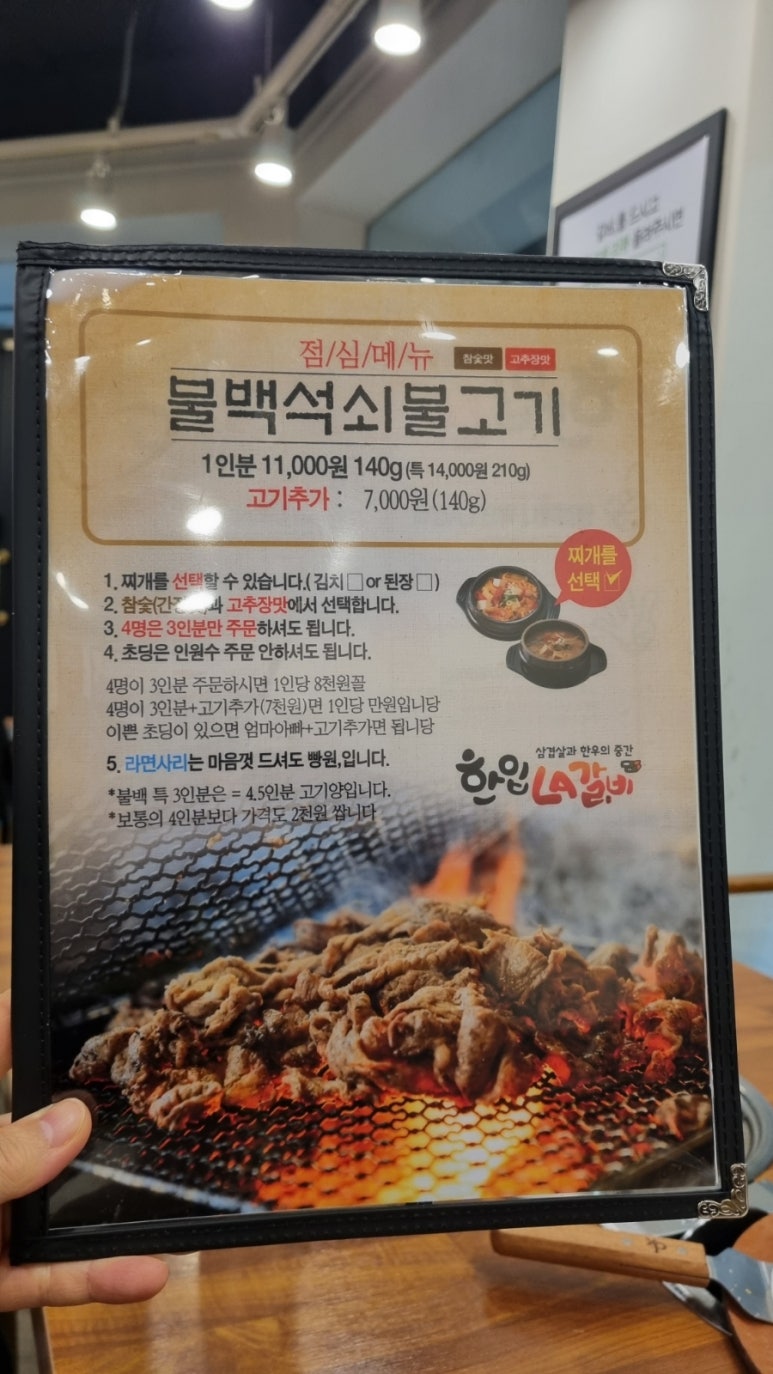 점/심/메/뉴 참숯맛 고추장맛
불백석쇠불고기
1인분 11,000원 140g(특 14,000원 210g)
고기추가 : 7,000원(140g)
찌개를
선택
1. 찌개를 선택할 수 있습니다.( 김치 □ or 된장 □ )
2. 참숯(간 과 고추장맛에서 선택합니다.
3. 4명은 3인분만 주문하셔도 됩니다.
4. 초딩은 인원수 주문 안하셔도 됩니다.
4명이 3인분 주문하시면 1인당 8천원꼴
4명이 3인분+고기추가(7천원)면 1인당 만원입니당
이쁜 초딩이 있으면 엄마아빠+고기추가면 됩니당
5. 라면사리는 마음껏 드셔도 빵원,입니다.
*불백 특 3인분은 = 4.5인분 고기양입니다.
*보통의 4인분보다 가격도 2천원 쌉니다
삼겹살과 한우의 중간
한입 LA갈비